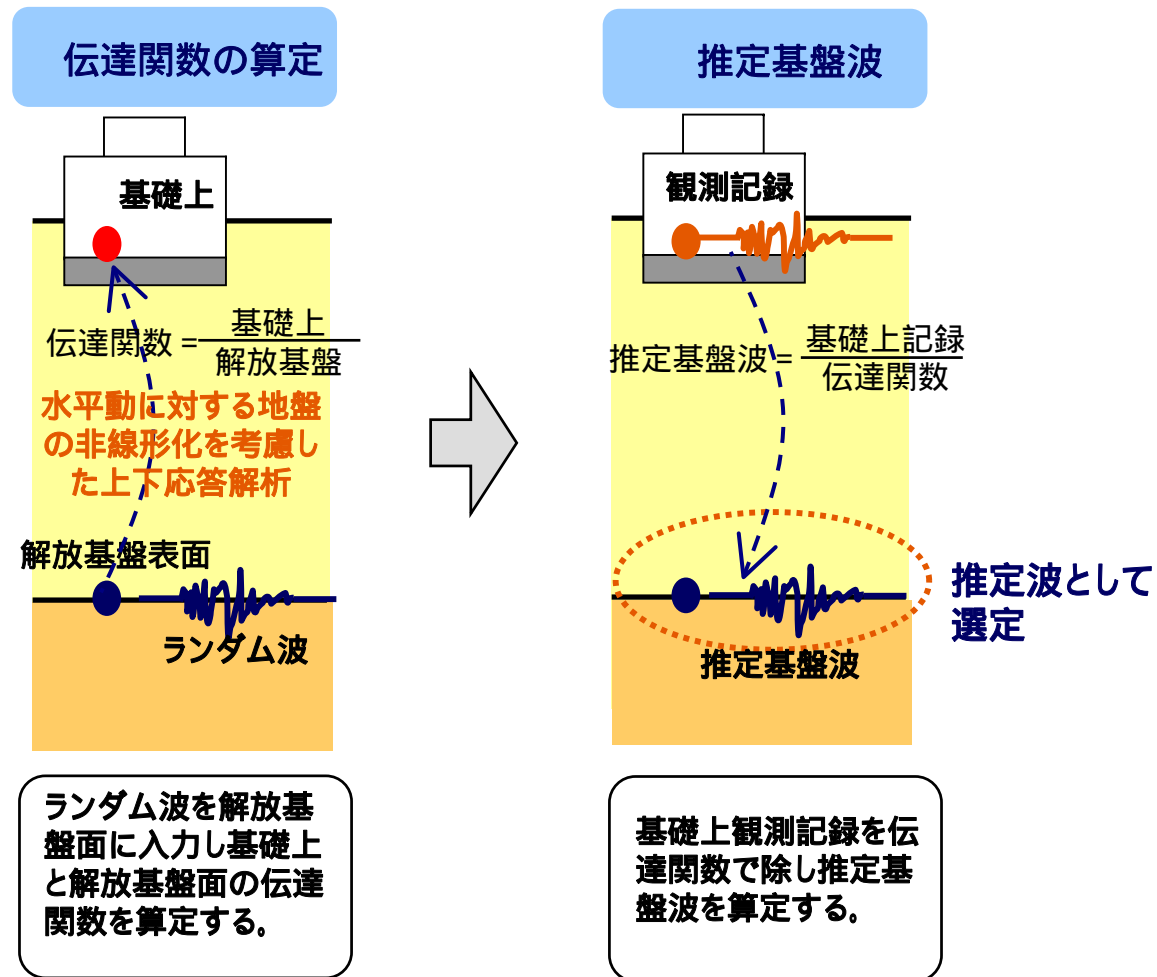 伝達関数の算定
基礎上
伝達関数 = 基礎上
解放基盤
水平動に対する地盤
の非線形化を考慮し
た上下応答解析
解放基盤表面
ランダム波
ランダム波を解放基
盤面に入力し基礎上
と解放基盤面の伝達
関数を算定する。
推定基盤波
観測記録
推定基盤波 = 基礎上記録
伝達関数
推定波として
選定
推定基盤波
基礎上観測記録を伝
達関数で除し推定基
盤波を算定する。